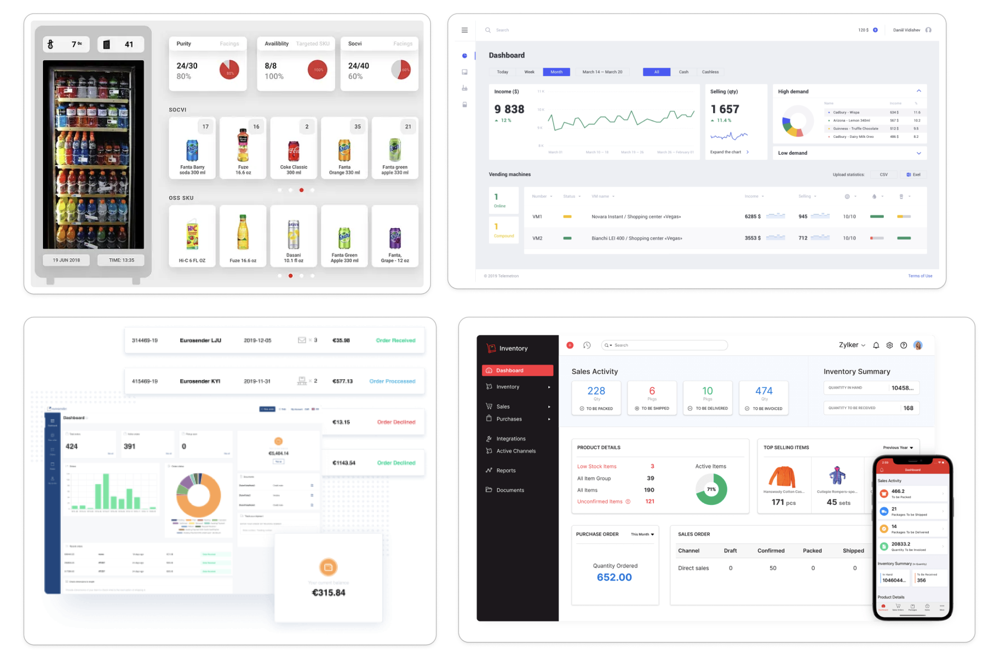 7 0c
41
19 JUN 2018
TIME: 13:35
Purity Facings
24/30
80%
80%
Availiblity Targeted SKU
8/8
100%
100%
Socvi Facings
24/40
60%
60%
SOCVI
17
Fanta Barry
soda 300 ml
16
Fuze
16.6 oz
2
Coke Classic
300 ml
35
Fanta
Orange 330 ml
21
Fanta green
apple 330 ml
OSS SKU
Hi-C 6 FL OZ
Fuze 16.6 oz
Dasani
10.1 fl oz
Fanta Green
Apple 330 ml
Fanta,
Grape - 12 oz
Search
120 $
Daniil Vidishev
Dashboard
Today Week Month March 14 – March 20 All Cash Cashless
Income ($)
9 838
12 %
11 K
10 K
9 K
8 K
March 01 March 10 – 18 March 19 – 26 March 26 – February 01
Selling (qty)
1 657
11.4 %
Expand the chart
High demand
Name Income %
Cadbury - Wispa 634 $ 11.6
Arizona - Lemon 340ml 567 $ 10.2
Guinness - Truffle Chocolate 512 $ 9.5
Cadbury - Dairy Milk Oreo 486 $ 8.2
Low demand
Vending machines
Upload statistics: CSV Exel
1
Online
1
Compound
Number Status VM name Income Selling
VM1 Novara Instant / Shopping center «Vegas» 6285 $ 945 10/10
VM2 Bianchi LEI 400 / Shopping center «Vegas» 3553 $ 712 10/10
© 2019 Telemetron
Terms of Use
314469-19 Eurosender LJU 2019-12-05 × 3 €35.98 Order Received
415469-19 Eurosender KYI 2019-11-31 × 2 €577.13 Order Proccessed
€13.15 Order Declined
€1143.54 Order Declined
Dashboard
424
391
0
€5,484.14
Your current balance
€315.84
Inventory
Dashboard
Inventory
Sales
Purchases
Integrations
Active Channels
Reports
Documents
Search
Zylker
Sales Activity
228
Qty
TO BE PACKED
6
Pkgs
TO BE SHIPPED
10
Pkgs
TO BE DELIVERED
474
Qty
TO BE INVOICED
Inventory Summary
QUANTITY IN HAND 10458...
QUANTITY TO BE RECEIVED 168
PRODUCT DETAILS
Low Stock Items 3
All Item Group 39
All Items 190
Unconfirmed Items 121
Active Items
71%
TOP SELLING ITEMS
Previous Year
Hanswooly Cotton Cas...
171 pcs
Cutiepie Rompers-spo...
45 sets
PURCHASE ORDER
This Month
Quantity Ordered
652.00
SALES ORDER
Channel Draft Confirmed Packed Shipped
Direct sales 0 50 0 0
2:59
Dashboard
Sales Activity
466.2
To be Packed
21
Packages To be Shipped
14
Packages To be Delivered
20833.2
Quantity To be Invoiced
Inventory Summary (In Quantity)
In Hand
1046044...
To Be Received
356
Product Details
Dashboard Sales Orders Packages Items More